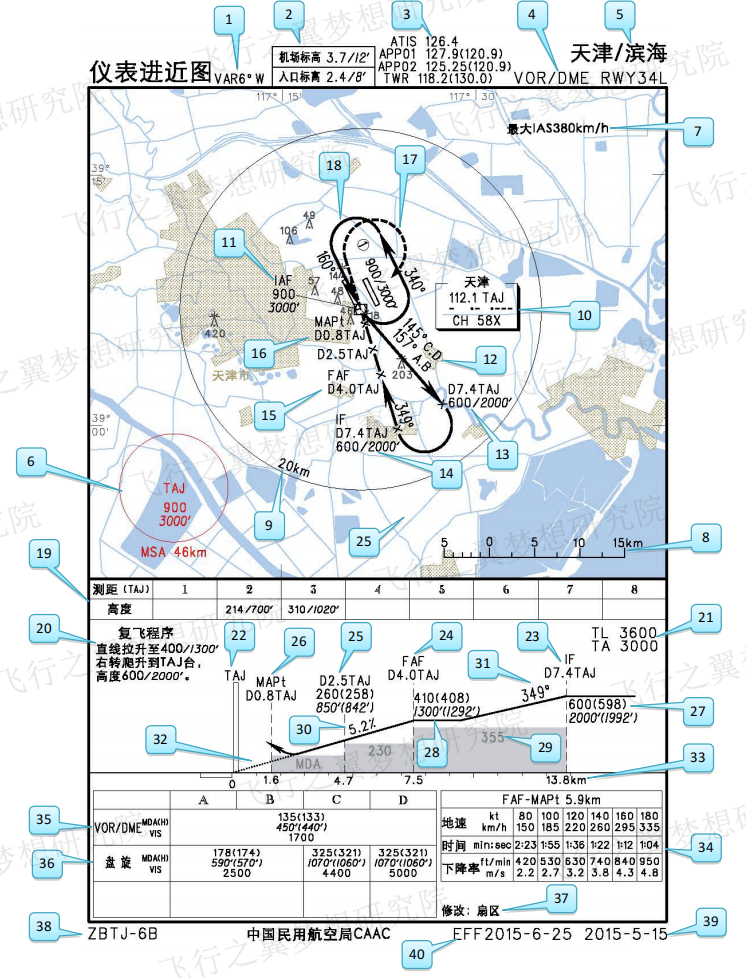 1
2
3
4
5
仪表进近图
VAR6°W
机场标高 3.7/12'
入口标高 2.4/8'
ATIS 126.4
APP01 127.9(120.9)
APP02 125.25(120.9)
TWR 118.2(130.0)
天津/滨海
VOR/DME RWY34L
117° 15'
117° 30'
最大IAS380km/h
7
39°
15'
18
17
49
106
11
IAF
900
3000'
160°
900/3000'
340°
天津
112.1 TAJ
CH 58X
10
57
48
420
16
MAPt
D0.8TAJ
145° C.D
157° A.B
12
D2.5TAJ
天津市
203
15
FAF
D4.0TAJ
D7.4TAJ
600/2000'
13
39°
00'
349°
IF
D7.4TAJ
600/2000'
14
6
TAJ
900
3000'
MSA 46km
20km
9
25
5 0 5 10 15km
8
19
测距(TAJ) 1 2 3 4 5 6 7 8
高度 214/700' 310/1020'
20
复飞程序
直线拉升至400/1300'
右转爬升到TAJ台,
高度600/2000'。
22
26
25
24
23
21
TL 3600
TA 3000
TAJ
MAPt
D0.8TAJ
D2.5TAJ
260(258)
850'(842')
FAF
D4.0TAJ
31
IF
D7.4TAJ
349°
410(408)
1300'(1292')
600(598)
2000'(1992')
27
30
5.2%
32
MDA
230
28
355
29
0 1.6 4.7 7.5 13.8km
33
A B C D
35
VOR/DME MDA(H)
VIS
135(133)
450'(440')
1700
36
盘旋 MDA(H)
VIS
178(174)
590'(570')
2500
325(321)
1070'(1060')
4400
325(321)
1070'(1060')
5000
FAF-MAPt 5.9km
地速 kt 80 100 120 140 160 180
km/h 150 185 220 260 295 335
时间 min:sec 2:23 1:55 1:36 1:22 1:12 1:04
下降率 ft/min 420 530 630 740 840 950
m/s 2.2 2.7 3.2 3.8 4.3 4.8
34
修改: 扇区
37
38
ZBTJ-6B
中国民用航空局CAAC
40
EFF2015-6-25 2015-5-15
39
飞行之翼梦想研究院